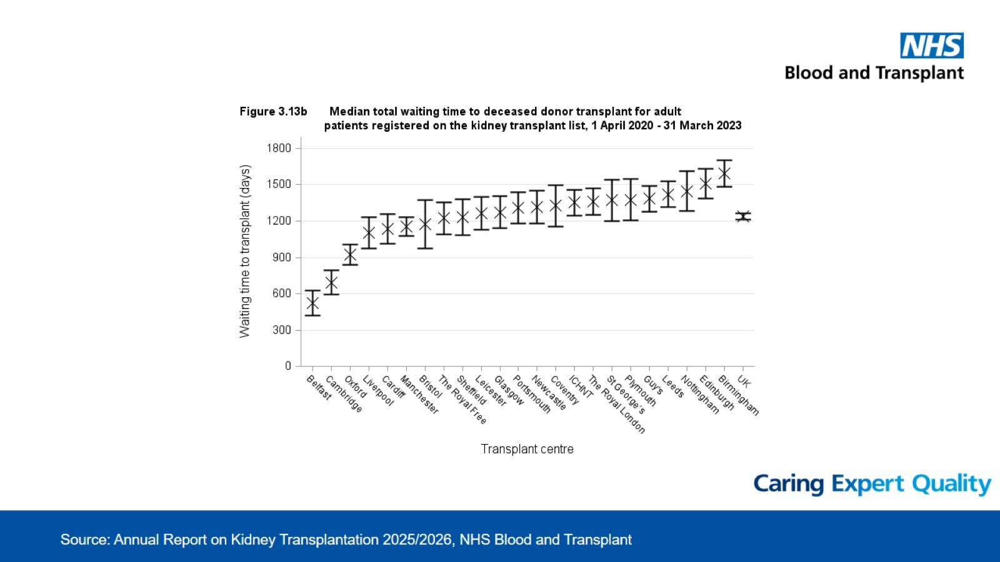 NHS
Blood and Transplant
Figure 3.13b Median total waiting time to deceased donor transplant for adult
patients registered on the kidney transplant list, 1 April 2020 - 31 March 2023
Waiting time to transplant (days)
1800
1500
1200
900
600
300
0
Belfast
Cambridge
Oxford
Liverpool
Cardiff
Manchester
Bristol
The Royal Free
Sheffield
Leicester
Glasgow
Portsmouth
Newcastle
Coventry
ICHNT
The Royal London
St George's
Plymouth
Guy's
Leeds
Nottingham
Edinburgh
Birmingham
UK
Transplant centre
Caring Expert Quality
Source: Annual Report on Kidney Transplantation 2025/2026, NHS Blood and Transplant